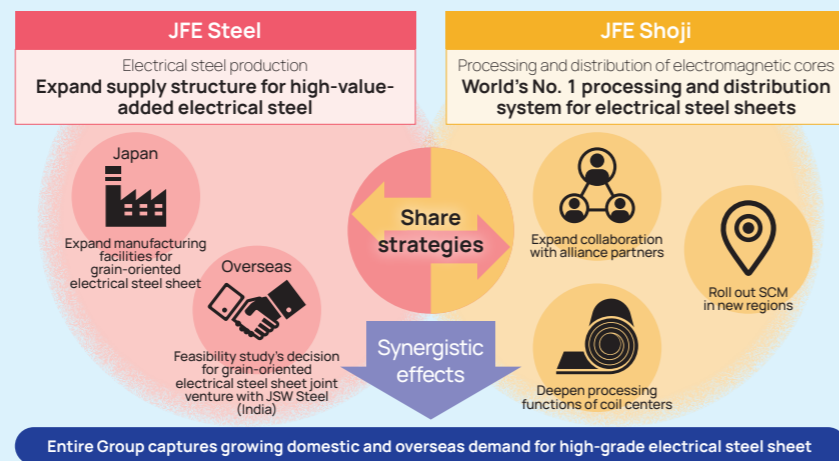 JFE Steel
Electrical steel production
Expand supply structure for high-value-
added electrical steel
JFE Shoji
Processing and distribution of electromagnetic cores
World's No. 1 processing and distribution
system for electrical steel sheets
Japan
Expand manufacturing
facilities for
grain-oriented
electrical steel sheet
Overseas
Feasibility study's decision
for grain-oriented
electrical steel sheet joint
venture with JSW Steel
(India)
Share
strategies
Synergistic
effects
Expand collaboration
with alliance partners
Roll out SCM
in new regions
Deepen processing
functions of coil centers
Entire Group captures growing domestic and overseas demand for high-grade electrical steel sheet